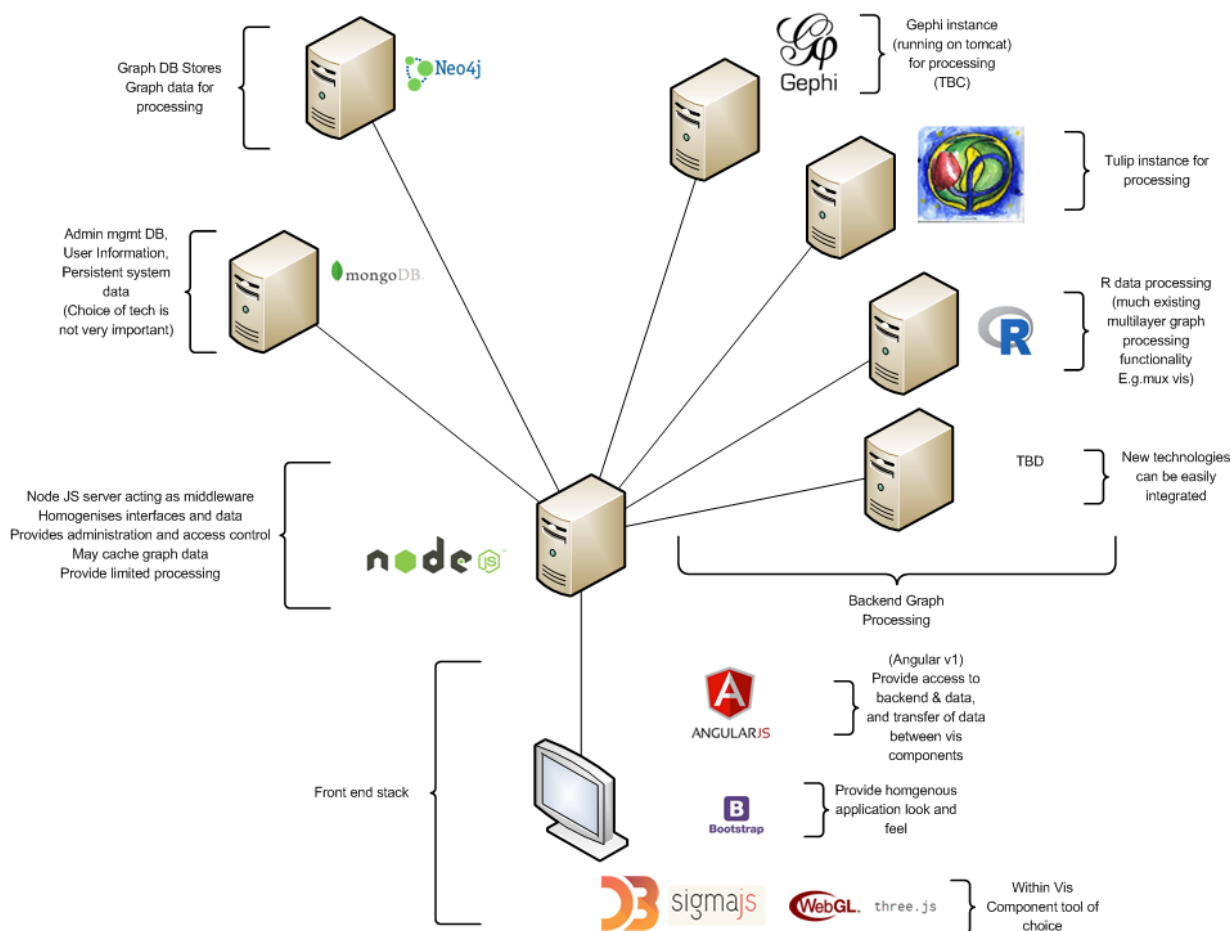 Graph DB Stores
Graph data for
processing
Neo4j
Gφ
Gephi
Gephi instance
(running on tomcat)
for processing
(TBC)
Tulip instance for
processing
Admin mgmt DB,
User Information,
Persistent system
data
(Choice of tech is
not very important)
mongoDB.
R
R data processing
(much existing
multilayer graph
processing
functionality
E.g.mux vis)
TBD
New technologies
can be easily
integrated
Node JS server acting as middleware
Homogenises interfaces and data
Provides administration and access control
May cache graph data
Provide limited processing
node JS™
Backend Graph
Processing
Front end stack
A
ANGULARJS
(Angular v1)
Provide access to
backend & data,
and transfer of data
between vis
components
B
Bootstrap
Provide homgenous
application look and
feel
D3
sigmajs
WebGL™
three.js
Within Vis
Component tool of
choice